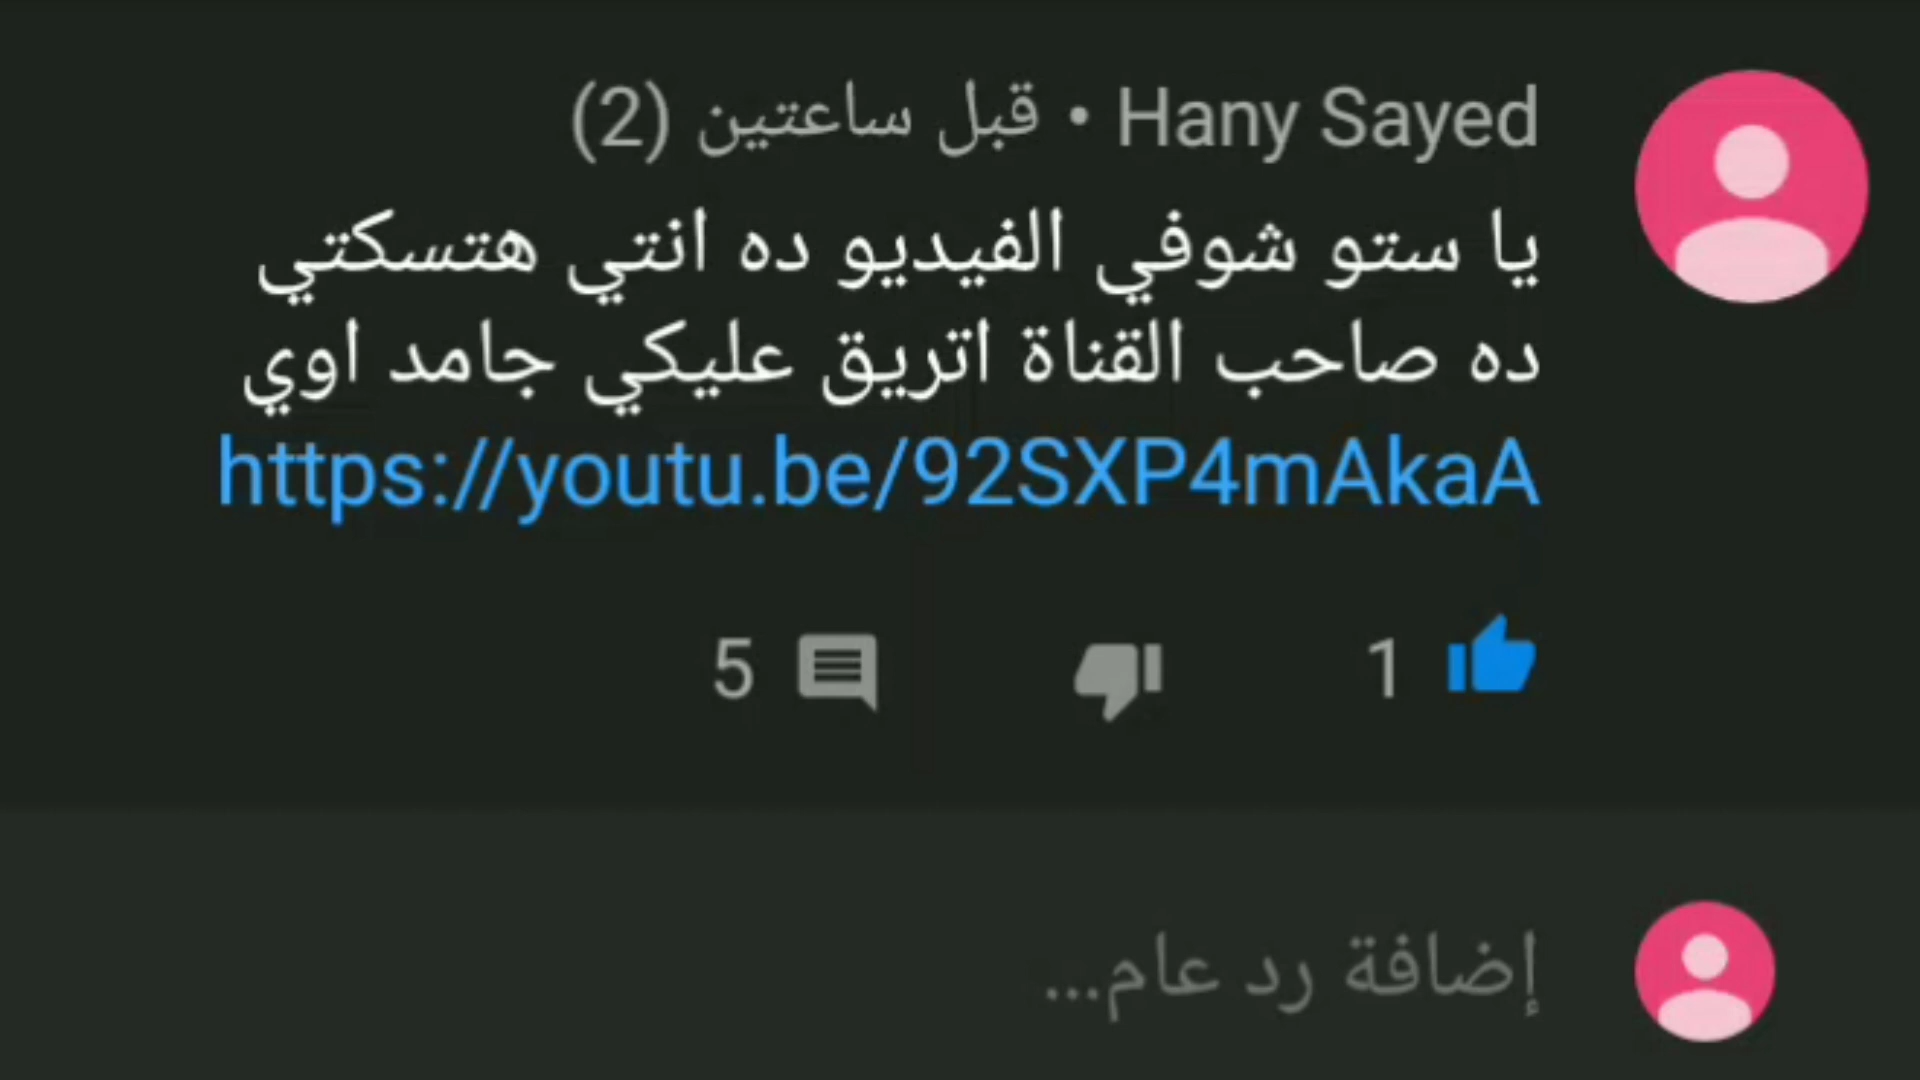 Hany Sayed • قبل ساعتين (2)
يا ستو شوفي الفيديو ده انتي هتسكتي
ده صاحب القناة اتريق عليكي جامد اوي
https://youtu.be/92SXP4mAkaA
1 5
إضافة رد عام...